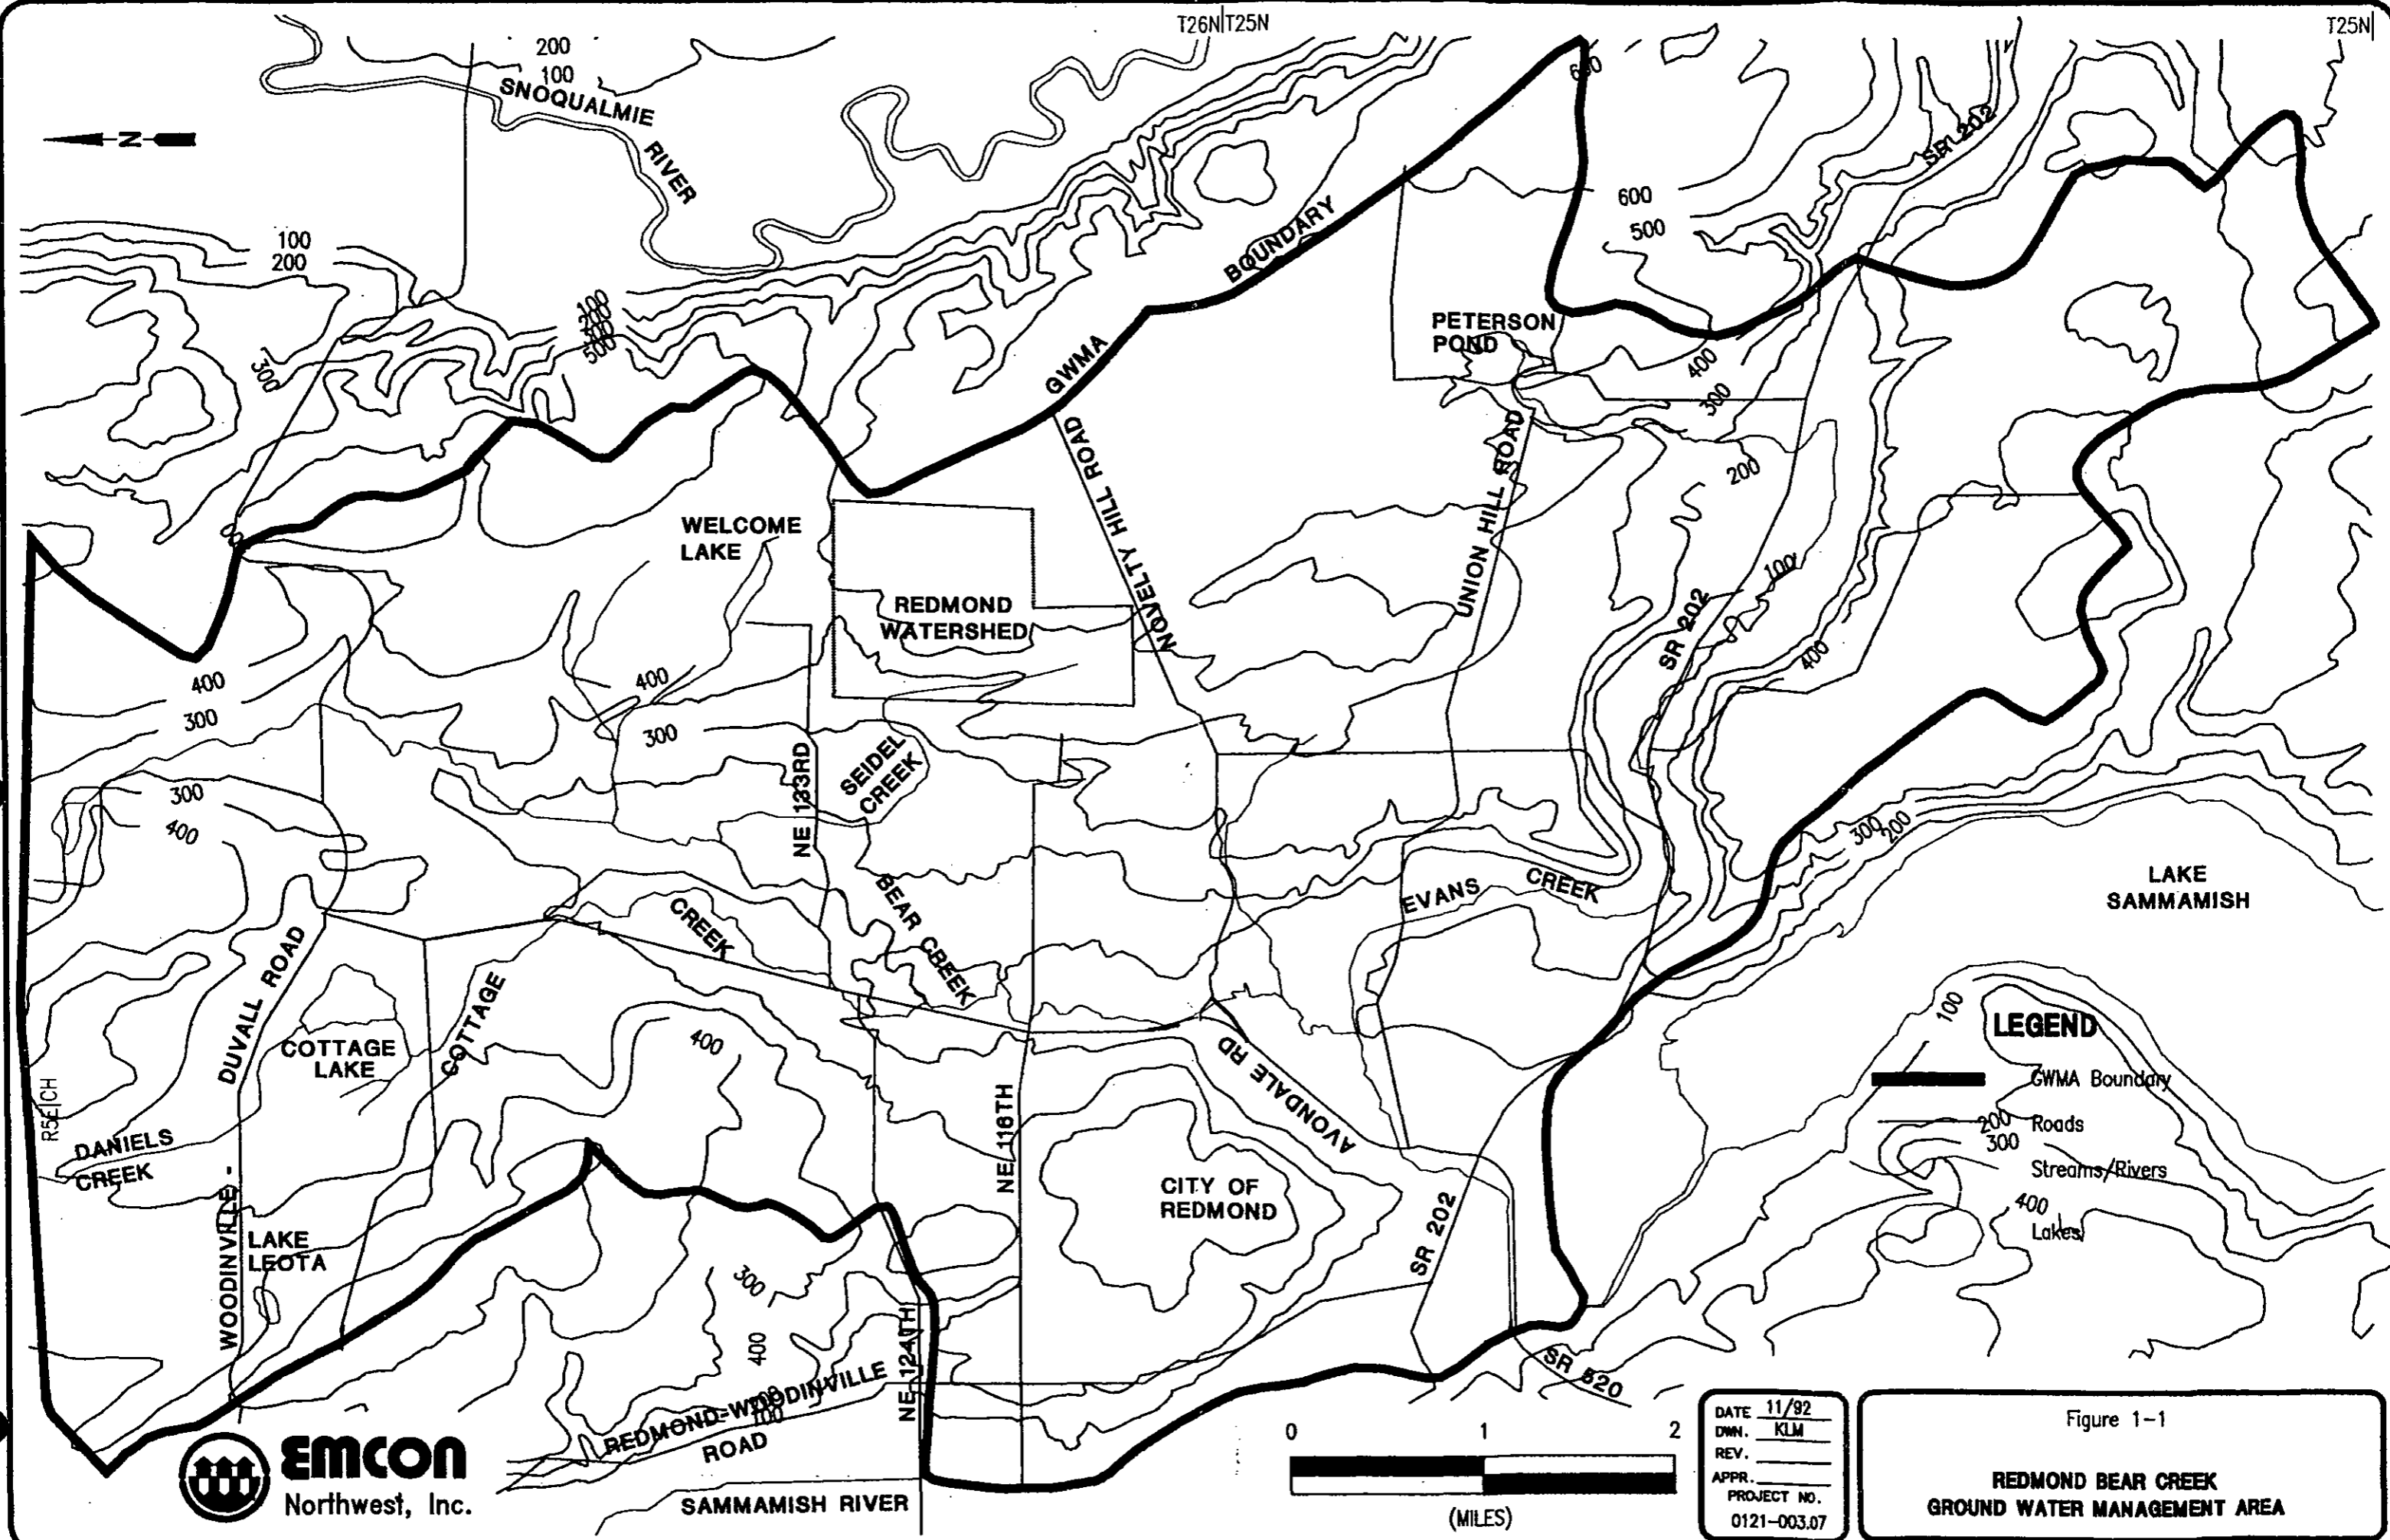 T26N|T25N
T25N|
200
100
SNOQUALMIE
RIVER
N
600
SR 202
600
500
100
200
GWMA BOUNDARY
100
200
300
500
300
PETERSON
POND
400
300
200
NOVELTY HILL ROAD
UNION HILL ROAD
WELCOME
LAKE
REDMOND
WATERSHED
100
SR 202
400
400
300
400
300
NE 133RD
SEIDEL
CREEK
300
400
300
200
LAKE
SAMMAMISH
EVANS CREEK
BEAR CREEK
COTTAGE CREEK
WOODINVILLE - DUVALL ROAD
COTTAGE
LAKE
400
AVONDALE RD
R5E|CH
DANIELS
CREEK
NE 116TH
CITY OF
REDMOND
SR 202
LAKE
LEOTA
300
400
NE 124TH
100
REDMOND-WOODINVILLE
ROAD
SAMMAMISH RIVER
SR 520
100
LEGEND
GWMA Boundary
200
Roads
300
Streams/Rivers
400
Lakes
EMCON
Northwest, Inc.
0 1 2
(MILES)
DATE 11/92
DWN. KLM
REV.
APPR.
PROJECT NO.
0121-003.07
Figure 1-1
REDMOND BEAR CREEK
GROUND WATER MANAGEMENT AREA